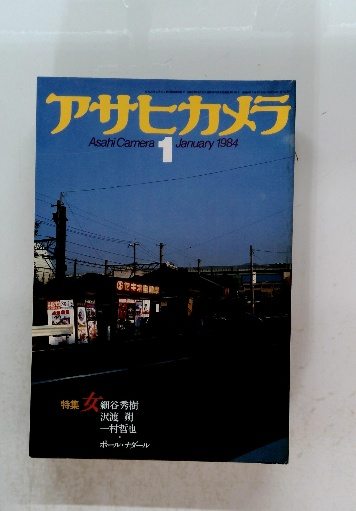 アサヒカメラ
Asahi Camera 1 January 1984
特集 女 細谷秀樹
沢渡 朔
一村哲也
・
ポール・ナダール